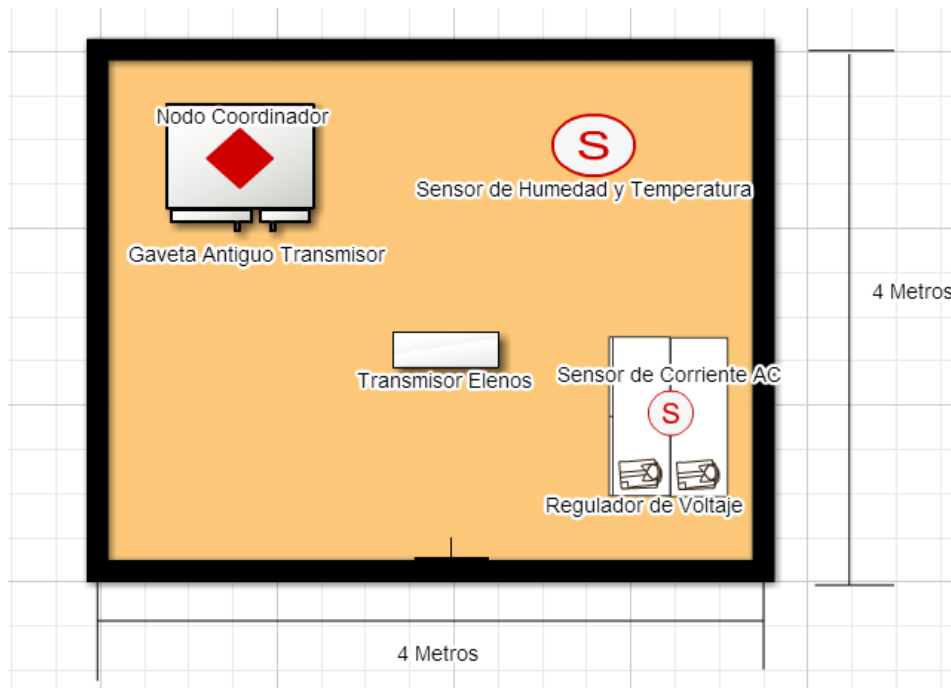 Nodo Coordinador
S
Sensor de Humedad y Temperatura
Gaveta Antiguo Transmisor
4 Metros
Transmisor Elenos
Sensor de Corriente AC
S
Regulador de Voltaje
4 Metros